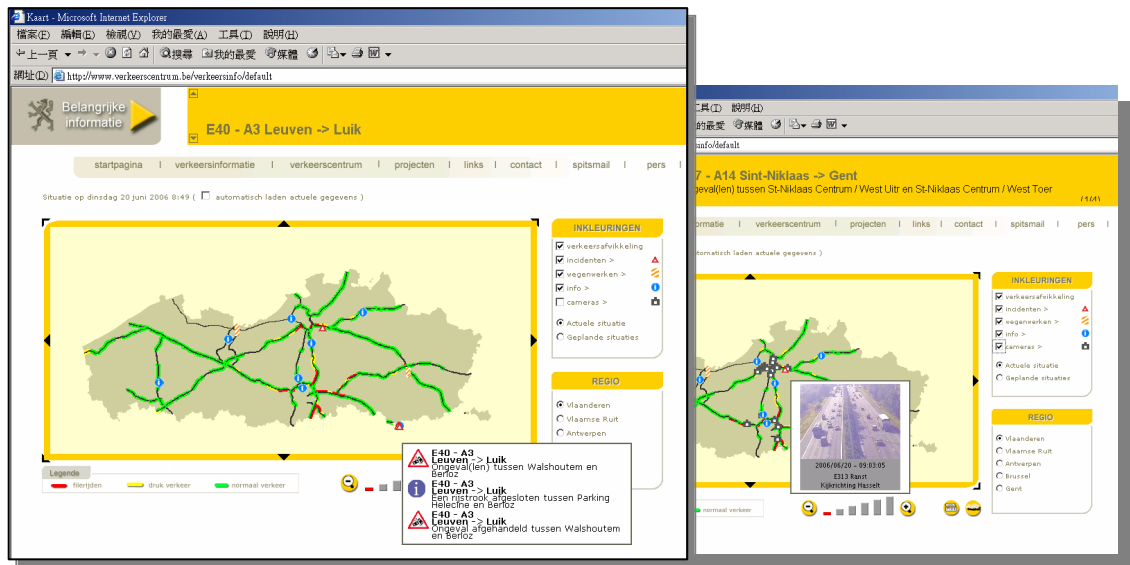 Kaart - Microsoft Internet Explorer
檔案(F) 編輯(E) 檢視(V) 我的最愛(A) 工具(T) 說明(H)
上一頁 搜尋 我的最愛 媒體
網址(D) http://www.verkeerscentrum.be/verkeersinfo/default
Belangrijke
informatie
E40 - A3 Leuven -> Luik
startpagina | verkeersinformatie | verkeerscentrum | projecten | links | contact | spitsmail | pers |
Situatie op dinsdag 20 juni 2006 8:49 ( automatisch laden actuele gegevens )
INKLEURINGEN
verkeersafwikkeling
incidenten >
wegenwerken >
info >
cameras >
Actuele situatie
Geplande situaties
REGIO
Vlaanderen
Vlaamse Ruit
Antwerpen
Legende
filerijden druk verkeer normaal verkeer
E40 - A3
Leuven -> Luik
Ongeval(len) tussen Walshoutem en
Berloz
E40 - A3
Leuven -> Luik
Een rijstrook afgesloten tussen Parking
Helecine en Berloz
E40 - A3
Leuven -> Luik
Ongeval afgehandeld tussen Walshoutem
en Berloz
工具(T) 說明(H)
的最愛 媒體
sinfo/default
7 - A14 Sint-Niklaas -> Gent
geval(len) tussen St-Niklaas Centrum / West Uitr en St-Niklaas Centrum / West Toer
(1/4)
ormatie | verkeerscentrum | projecten | links | contact | spitsmail | pers |
tomatisch laden actuele gegevens )
INKLEURINGEN
verkeersafwikkeling
incidenten >
wegenwerken >
info >
cameras >
Actuele situatie
Geplande situaties
REGIO
Vlaanderen
Vlaamse Ruit
Antwerpen
Brussel
Gent
2006/06/20 - 09:03:05
E313 Ranst
Kijkrichting Hasselt
normaal verkeer